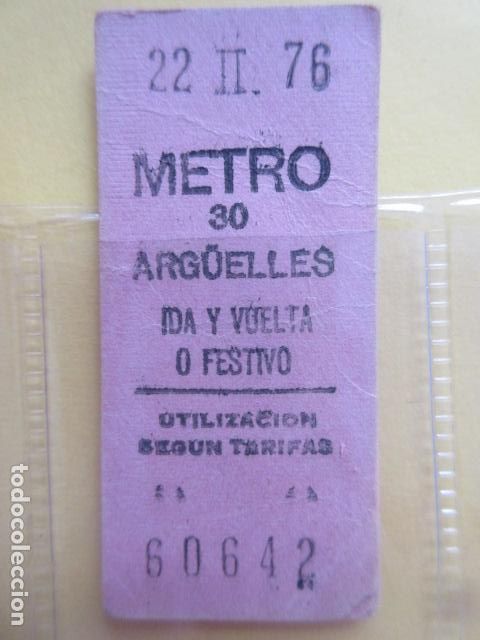 22 II. 76
METRO
30
ARGÜELLES
IDA Y VUELTA
O FESTIVO
UTILIZACION
SEGUN TARIFAS
60642
todocoleccion